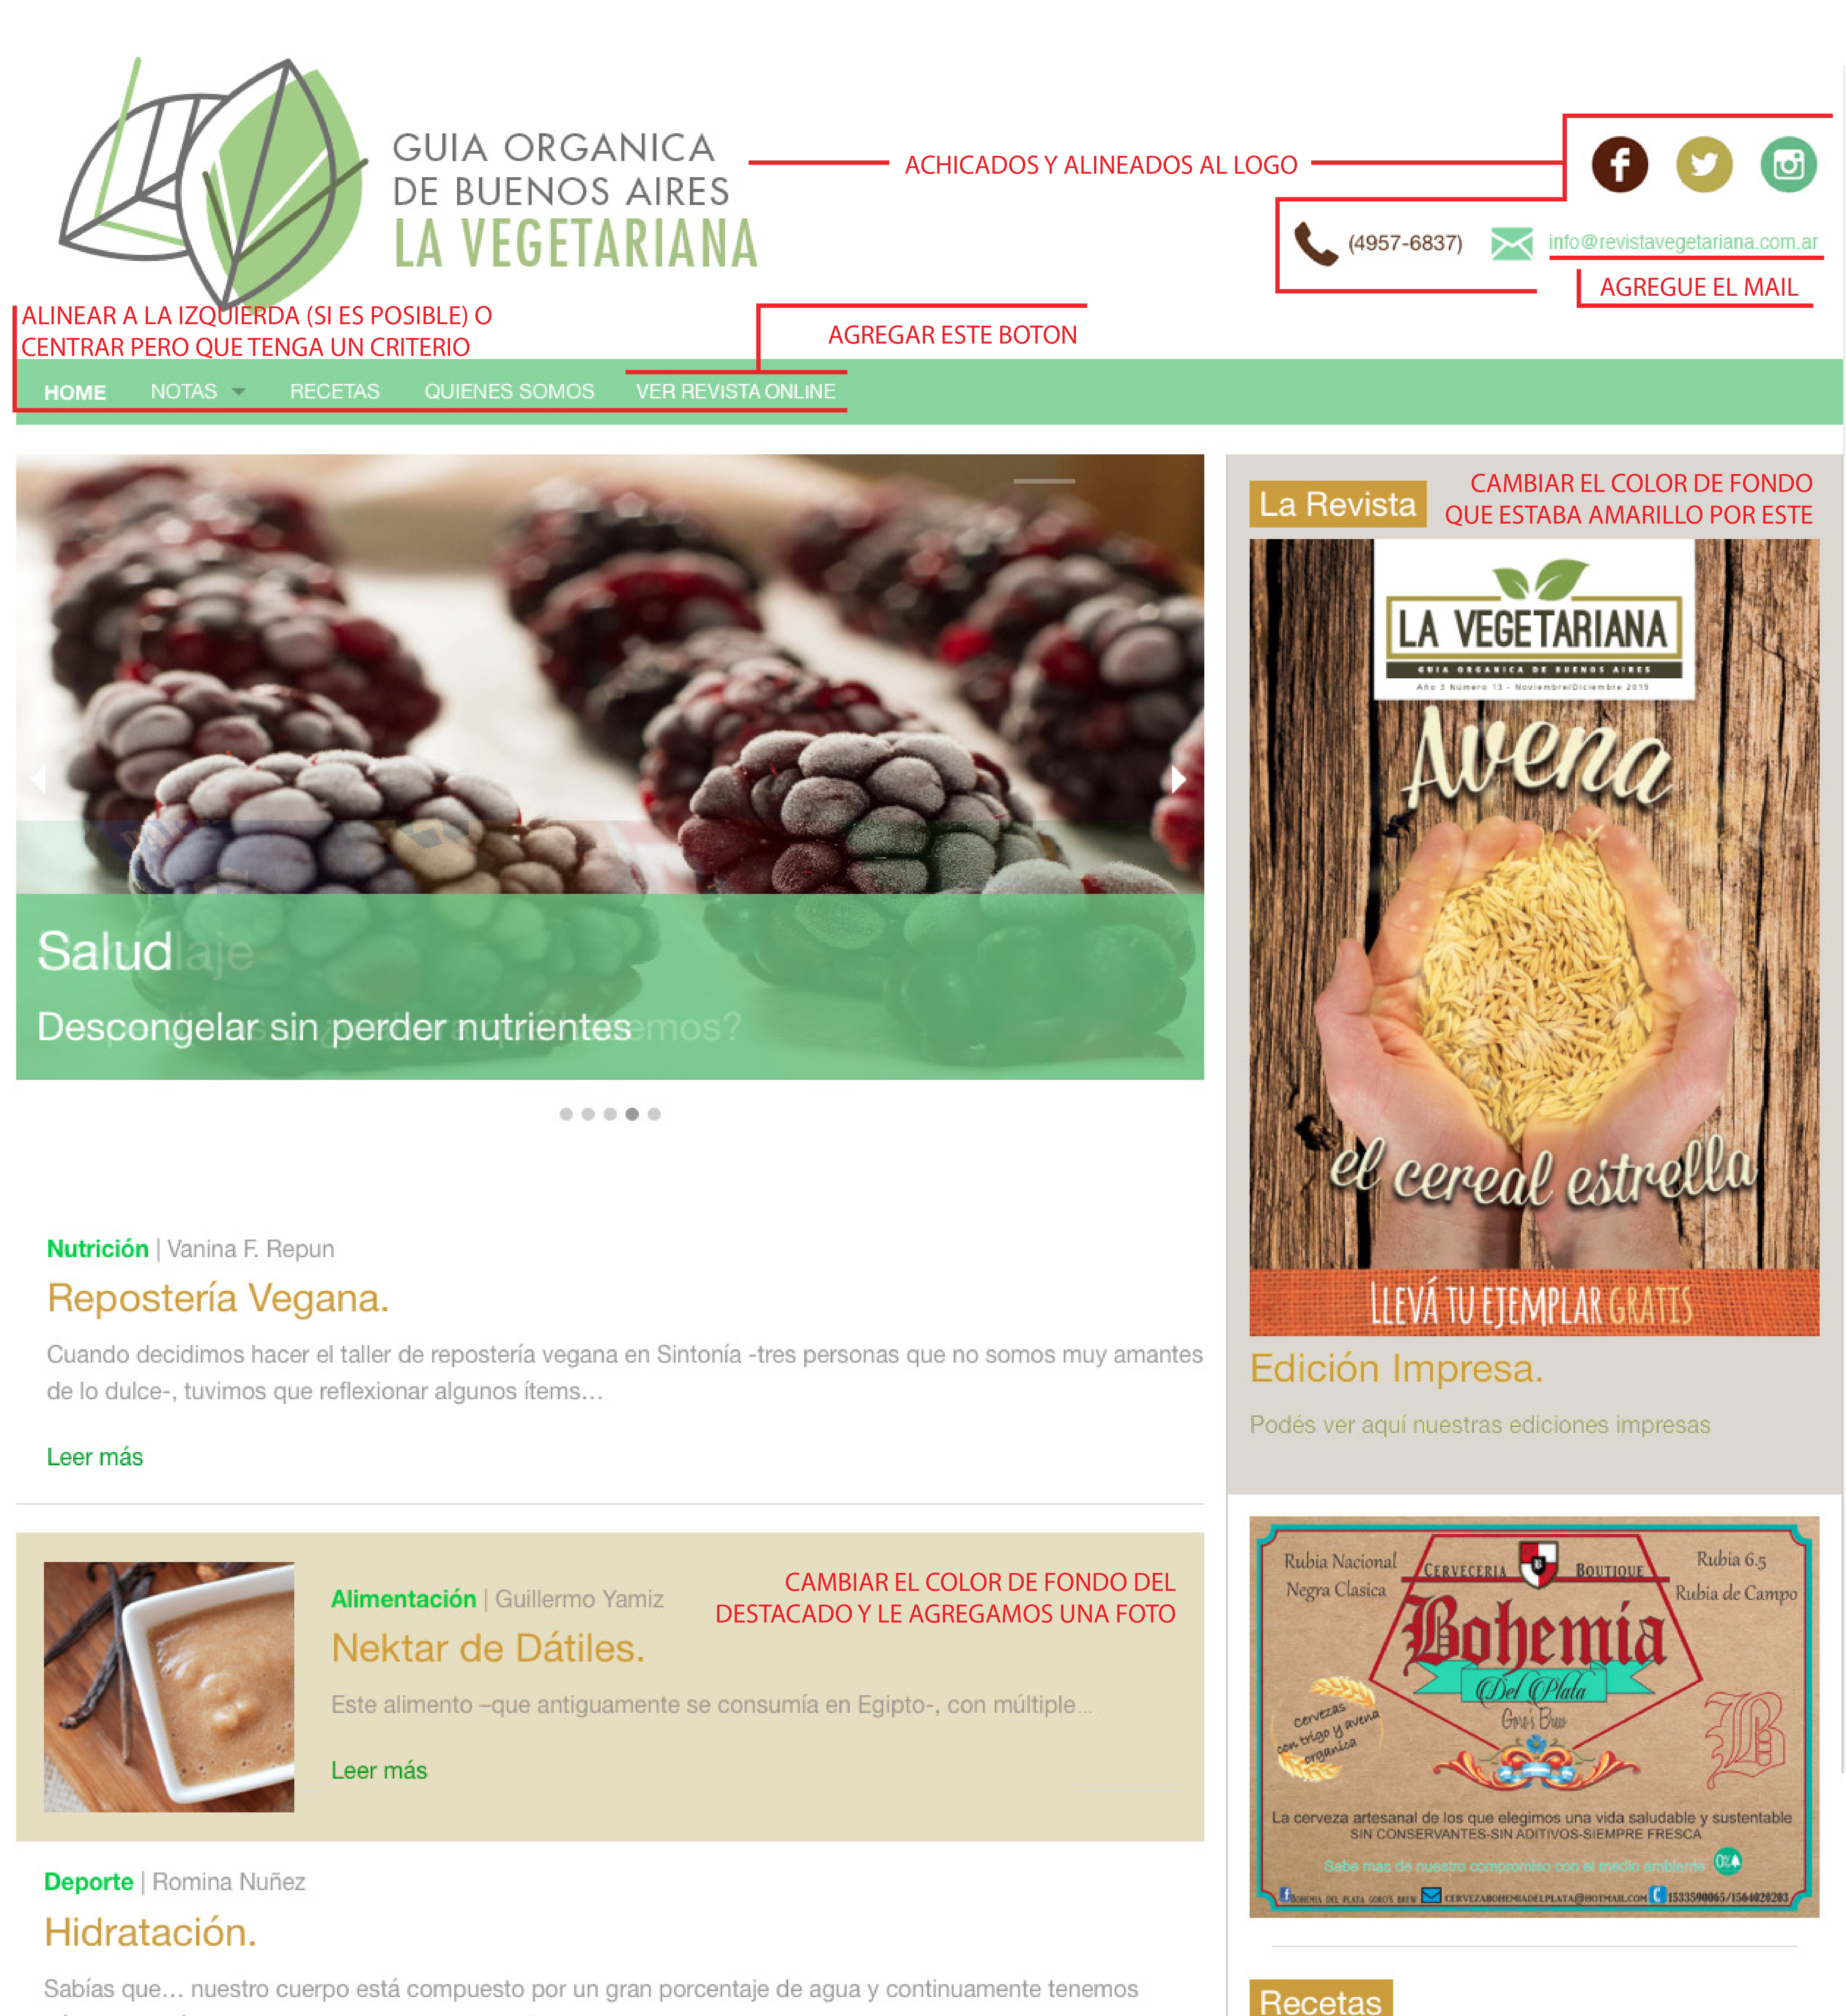 GUIA ORGANICA
DE BUENOS AIRES
LA VEGETARIANA
ACHICADOS Y ALINEADOS AL LOGO
(4957-6837)
info@revistavegetariana.com.ar
AGREGUE EL MAIL
ALINEAR A LA IZQUIERDA (SI ES POSIBLE) O
CENTRAR PERO QUE TENGA UN CRITERIO
AGREGAR ESTE BOTON
HOME NOTAS RECETAS QUIENES SOMOS VER REVISTA ONLINE
Salud
Descongelar sin perder nutrientes
Nutrición | Vanina F. Repun
Repostería Vegana.
Cuando decidimos hacer el taller de repostería vegana en Sintonía -tres personas que no somos muy amantes
de lo dulce-, tuvimos que reflexionar algunos ítems...
Leer más
CAMBIAR EL COLOR DE FONDO DEL
DESTACADO Y LE AGREGAMOS UNA FOTO
Alimentación | Guillermo Yamiz
Nektar de Dátiles.
Este alimento –que antiguamente se consumía en Egipto-, con múltiple...
Leer más
Deporte | Romina Nuñez
Hidratación.
Sabías que... nuestro cuerpo está compuesto por un gran porcentaje de agua y continuamente tenemos
La Revista
CAMBIAR EL COLOR DE FONDO
QUE ESTABA AMARILLO POR ESTE
LA VEGETARIANA
GUIA ORGANICA DE BUENOS AIRES
Año 3 Número 13 - Noviembre/Diciembre 2015
Avena
el cereal estrella
LLEVÁ TU EJEMPLAR GRATIS
Edición Impresa.
Podés ver aquí nuestras ediciones impresas
Rubia Nacional
Negra Clasica
CERVECERIA B BOUTIQUE
Rubia 6.5
Rubia de Campo
Bohemia
Del Plata
Goro's Brew
cervezas
con trigo y avena
organica
B
La cerveza artesanal de los que elegimos una vida saludable y sustentable
SIN CONSERVANTES-SIN ADITIVOS-SIEMPRE FRESCA
Sabe mas de nuestro compromiso con el medio ambiente 0%
BOHEMIA DEL PLATA GORO'S BREW CERVEZABOHEMIADELPLATA@HOTMAIL.COM 1533590065/1564020203
Recetas